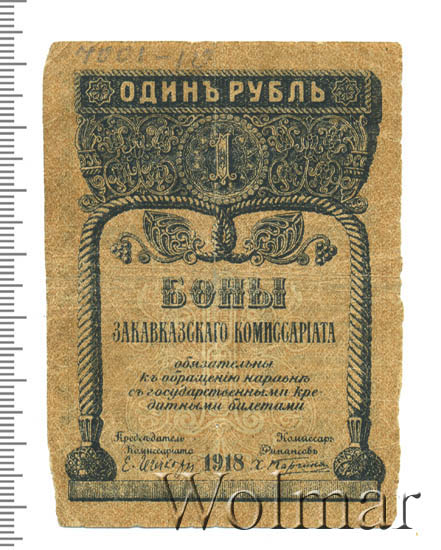 ОДИНЪ РУБЛЬ
1
БОНЫ
ЗАКАВКАЗСКАГО КОМИССАРІАТА
обязательны
къ обращенію наравнѣ
съ государственными кре-
дитными билетами
Предсѣдатель Комиссаръ
Комиссаріата Финансовъ
1918
Wolmar